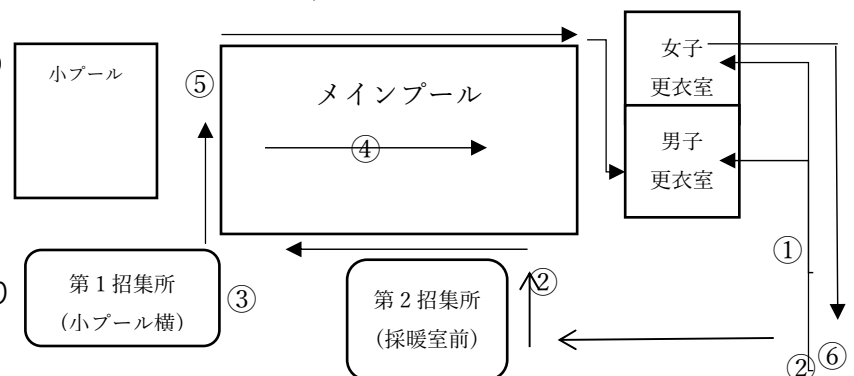 小プール
⑤
メインプール
④
女子
更衣室
男子
更衣室
①
第１招集所
(小プール横)
③
第２招集所
(採暖室前)
②
②
⑥